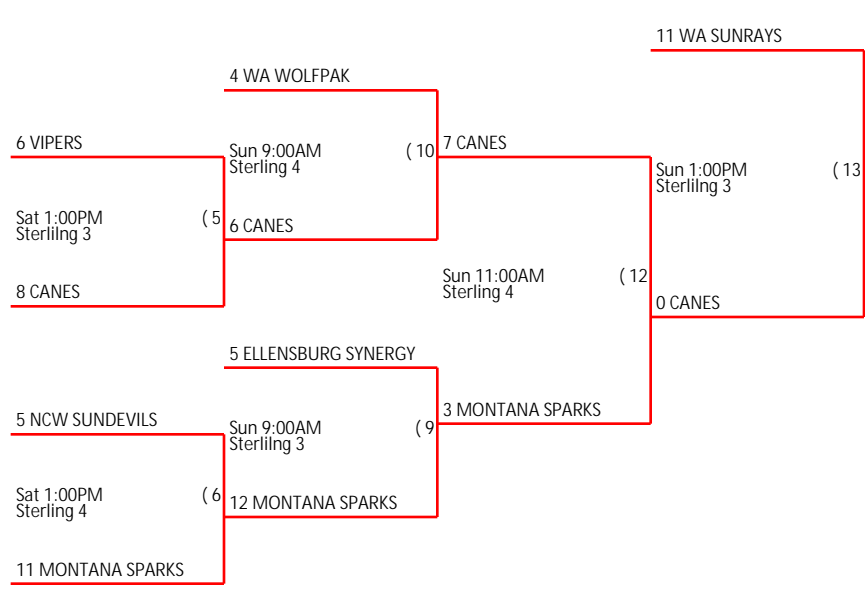 11 WA SUNRAYS
4 WA WOLFPAK
6 VIPERS
Sun 9:00AM
Sterling 4
( 10
7 CANES
Sun 1:00PM
Sterlilng 3
( 13
Sat 1:00PM
Sterlilng 3
( 5
6 CANES
8 CANES
Sun 11:00AM
Sterling 4
( 12
0 CANES
5 ELLENSBURG SYNERGY
5 NCW SUNDEVILS
Sun 9:00AM
Sterlilng 3
( 9
3 MONTANA SPARKS
Sat 1:00PM
Sterling 4
( 6
12 MONTANA SPARKS
11 MONTANA SPARKS